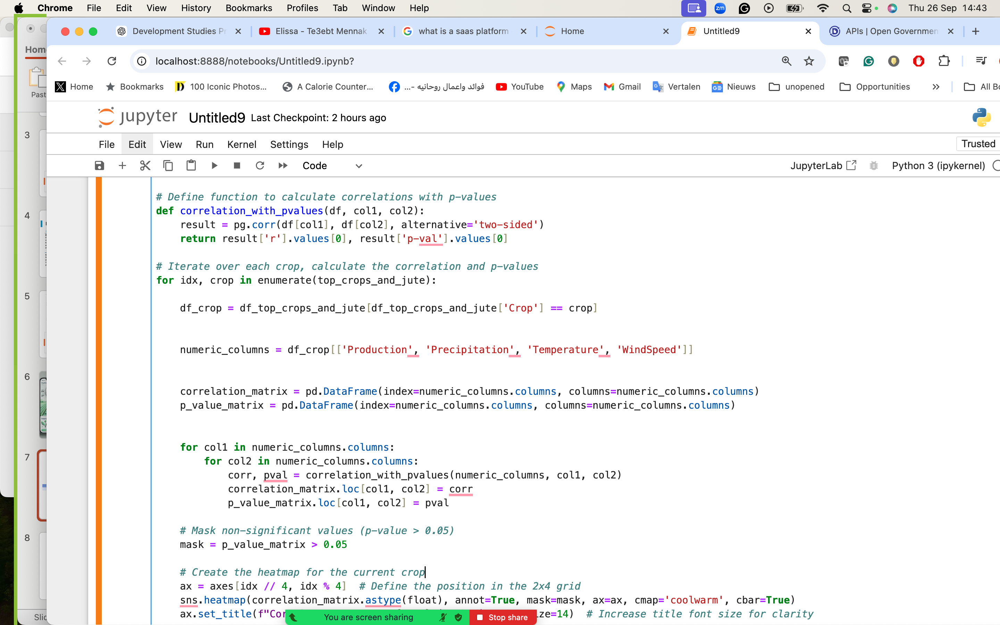 Chrome File Edit View History Bookmarks Profiles Tab Window Help zm Thu 26 Sep 14:43
Development Studies Pr Elissa - Te3ebt Mennak what is a saas platform Home Untitled9 APIs | Open Governmen
localhost:8888/notebooks/Untitled9.ipynb?
Home Bookmarks 100 Iconic Photos... A Calorie Counter... فوائد واعمال روحانيه -... YouTube Maps Gmail Vertalen Nieuws unopened Opportunities » All Bo
jupyter Untitled9 Last Checkpoint: 2 hours ago
File Edit View Run Kernel Settings Help Trusted
Code JupyterLab Python 3 (ipykernel)
Hom
Past
3
4
5
6
7
8
Slid
# Define function to calculate correlations with p-values
def correlation_with_pvalues(df, col1, col2):
    result = pg.corr(df[col1], df[col2], alternative='two-sided')
    return result['r'].values[0], result['p-val'].values[0]
# Iterate over each crop, calculate the correlation and p-values
for idx, crop in enumerate(top_crops_and_jute):
    df_crop = df_top_crops_and_jute[df_top_crops_and_jute['Crop'] == crop]
    numeric_columns = df_crop[['Production', 'Precipitation', 'Temperature', 'WindSpeed']]
    correlation_matrix = pd.DataFrame(index=numeric_columns.columns, columns=numeric_columns.columns)
    p_value_matrix = pd.DataFrame(index=numeric_columns.columns, columns=numeric_columns.columns)
    for col1 in numeric_columns.columns:
        for col2 in numeric_columns.columns:
            corr, pval = correlation_with_pvalues(numeric_columns, col1, col2)
            correlation_matrix.loc[col1, col2] = corr
            p_value_matrix.loc[col1, col2] = pval
    # Mask non-significant values (p-value > 0.05)
    mask = p_value_matrix > 0.05
    # Create the heatmap for the current crop
    ax = axes[idx // 4, idx % 4]  # Define the position in the 2x4 grid
    sns.heatmap(correlation_matrix.astype(float), annot=True, mask=mask, ax=ax, cmap='coolwarm', cbar=True)
    ax.set_title(f"Cor ize=14)  # Increase title font size for clarity
You are screen sharing Stop share